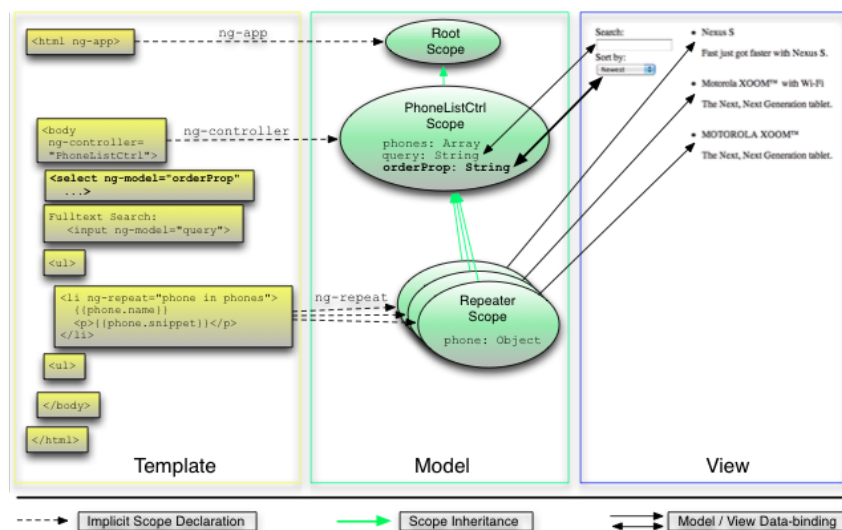 <html ng-app>
ng-app
Root
Scope
<body
ng-controller=
"PhoneListCtrl">
ng-controller
PhoneListCtrl
Scope
phones: Array
query: String
orderProp: String
<select ng-model="orderProp"
...>
Fulltext Search:
<input ng-model="query">
<ul>
<li ng-repeat="phone in phones">
{{phone.name}}
<p>{{phone.snippet}}</p>
</li>
ng-repeat
Repeater
Scope
phone: Object
<ul>
</body>
</html>
Search:
Sort by:
Newest
Nexus S
Fast just got faster with Nexus S.
Motorola XOOM™ with Wi-Fi
The Next, Next Generation tablet.
MOTOROLA XOOM™
The Next, Next Generation tablet.
Template
Model
View
Implicit Scope Declaration
Scope Inheritance
Model / View Data-binding